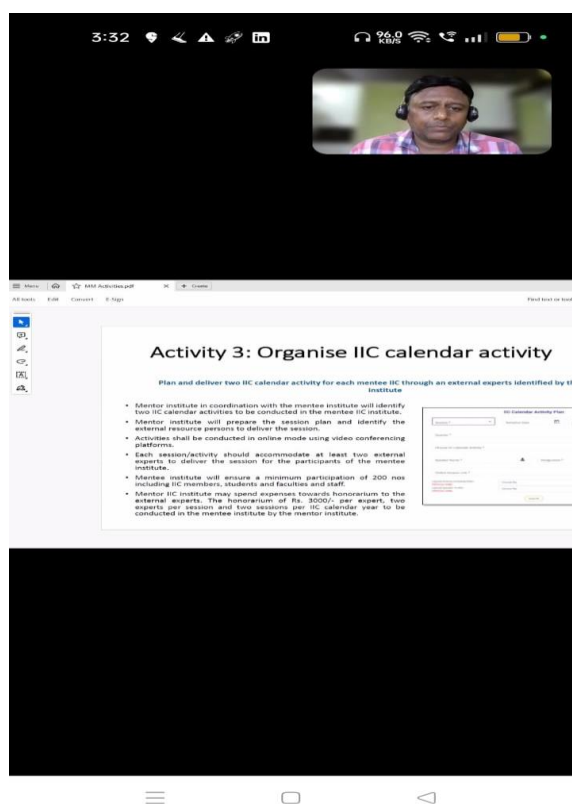 3:32
in
96.0
KB/S
Menu
MM Activities.pdf
+ Create
All tools Edit Convert E-Sign
Find text or tool
Activity 3: Organise IIC calendar activity
Plan and deliver two IIC calendar activity for each mentee IIC through an external experts identified by th
institute
• Mentor institute in coordination with the mentee institute will identify
two IIC calendar activities to be conducted in the mentee IIC institute.
• Mentor institute will prepare the session plan and identify the
external resource persons to deliver the session.
• Activities shall be conducted in online mode using video conferencing
platforms.
• Each session/activity should accommodate at least two external
experts to deliver the session for the participants of the mentee
institute.
• Mentee institute will ensure a minimum participation of 200 nos
including IIC members, students and faculties and staff.
• Mentor IIC institute may spend expenses towards honorarium to the
external experts. The honorarium of Rs. 3000/- per expert, two
experts per session and two sessions per IIC calendar year to be
conducted in the mentee institute by the mentor institute.
IIC Calendar Activity Plan